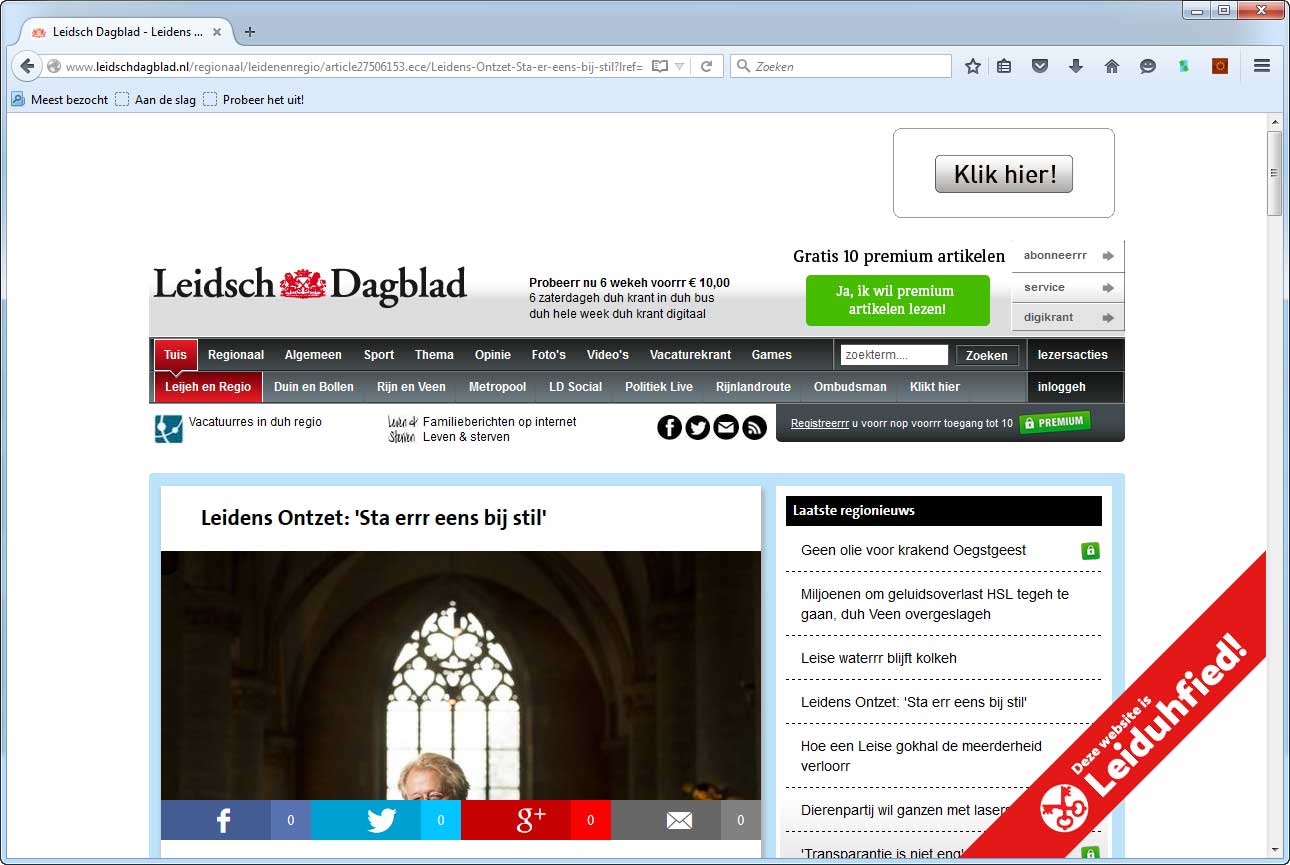 Leidsch Dagblad - Leidens ...
www.leidschdagblad.nl/regionaal/leidenenregio/article27506153.ece/Leidens-Ontzet-Sta-er-eens-bij-stil?lref=
Zoeken
Meest bezocht Aan de slag Probeer het uit!
Klik hier!
Leidsch Dagblad
Probeerr nu 6 wekeh voorrr € 10,00
6 zaterdageh duh krant in duh bus
duh hele week duh krant digitaal
Gratis 10 premium artikelen
Ja, ik wil premium
artikelen lezen!
abonneerrr
service
digikrant
Tuis Regionaal Algemeen Sport Thema Opinie Foto's Video's Vacaturekrant Games zoekterm.... Zoeken lezersacties
Leijeh en Regio Duin en Bollen Rijn en Veen Metropool LD Social Politiek Live Rijnlandroute Ombudsman Klikt hier inloggeh
Vacatuurres in duh regio
Leven &
Sterven
Familieberichten op internet
Leven & sterven
Registreerrr u voorr nop voorrr toegang tot 10 PREMIUM
Leidens Ontzet: 'Sta errr eens bij stil'
f 0 0 g+ 0 0
Laatste regionieuws
Geen olie voor krakend Oegstgeest
Miljoenen om geluidsoverlast HSL tegeh te
gaan, duh Veen overgeslageh
Leise waterrr blijft kolkeh
Leidens Ontzet: 'Sta err eens bij stil'
Hoe een Leise gokhal de meerderheid
verloorr
Dierenpartij wil ganzen met
'Transparantie is niet eng'
Deze website is
Leiduhfied!